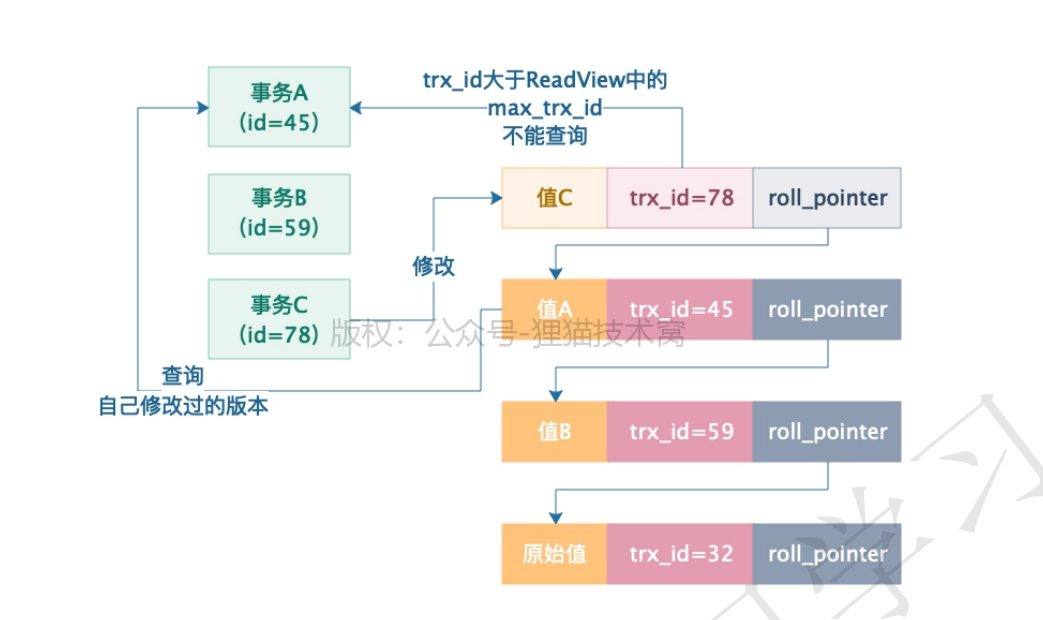 事务A
(id=45)
trx_id大于ReadView中的
max_trx_id
不能查询
事务B
(id=59)
值C
trx_id=78
roll_pointer
修改
事务C
(id=78)
值A
trx_id=45
roll_pointer
版权：公众号-狸猫技术窝
查询
自己修改过的版本
值B
trx_id=59
roll_pointer
原始值
trx_id=32
roll_pointer
学习